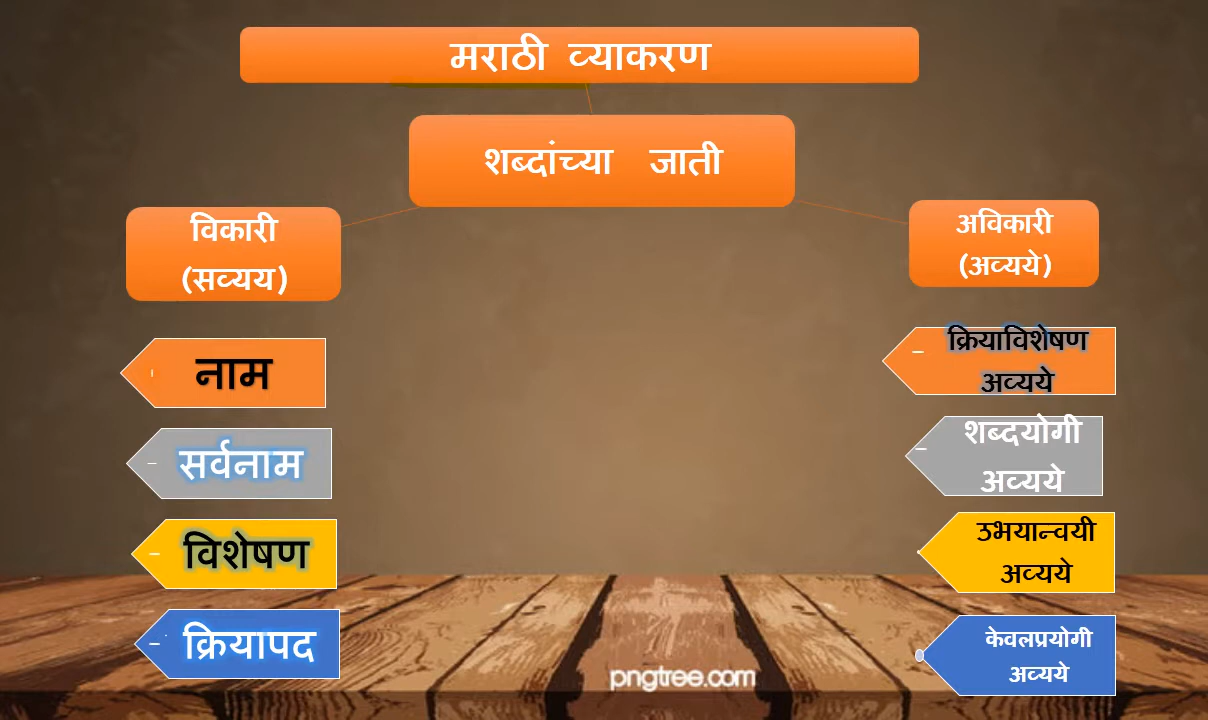 मराठी व्याकरण
शब्दांच्या जाती
विकारी
(सव्यय)
नाम
सर्वनाम
विशेषण
क्रियापद
अविकारी
(अव्यये)
क्रियाविशेषण
अव्यये
शब्दयोगी
अव्यये
उभयान्वयी
अव्यये
केवलप्रयोगी
अव्यये
pngtree.com